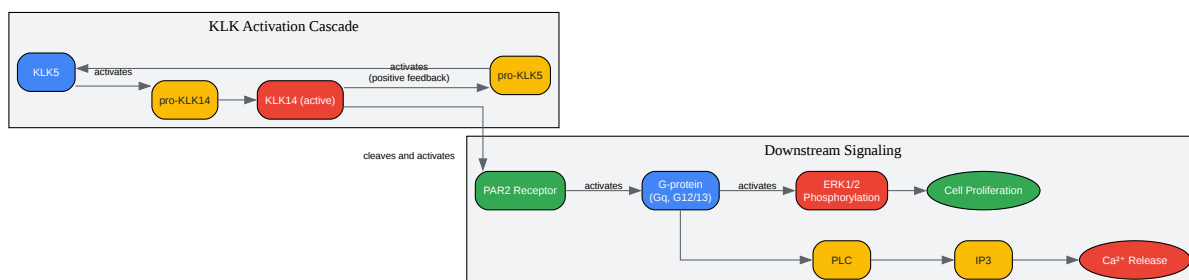 KLK Activation Cascade
KLK5
activates
pro-KLK14
KLK14 (active)
activates
(positive feedback)
pro-KLK5
cleaves and activates
Downstream Signaling
PAR2 Receptor
activates
G-protein
(Gq, G12/13)
activates
ERK1/2
Phosphorylation
Cell Proliferation
PLC
IP3
Ca²⁺ Release